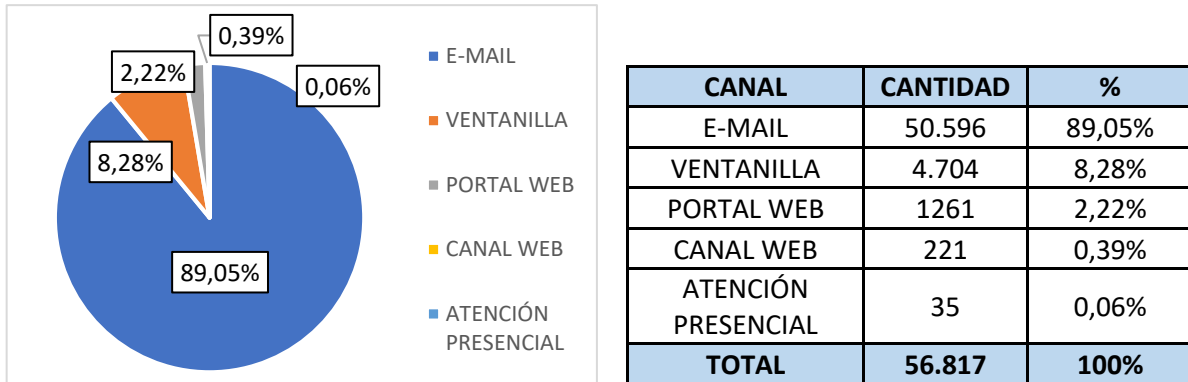 0,39%
2,22%
0,06%
8,28%
89,05%
E-MAIL
VENTANILLA
PORTAL WEB
CANAL WEB
ATENCIÓN
PRESENCIAL
CANAL CANTIDAD %
E-MAIL 50.596 89,05%
VENTANILLA 4.704 8,28%
PORTAL WEB 1261 2,22%
CANAL WEB 221 0,39%
ATENCIÓN
PRESENCIAL 35 0,06%
TOTAL 56.817 100%